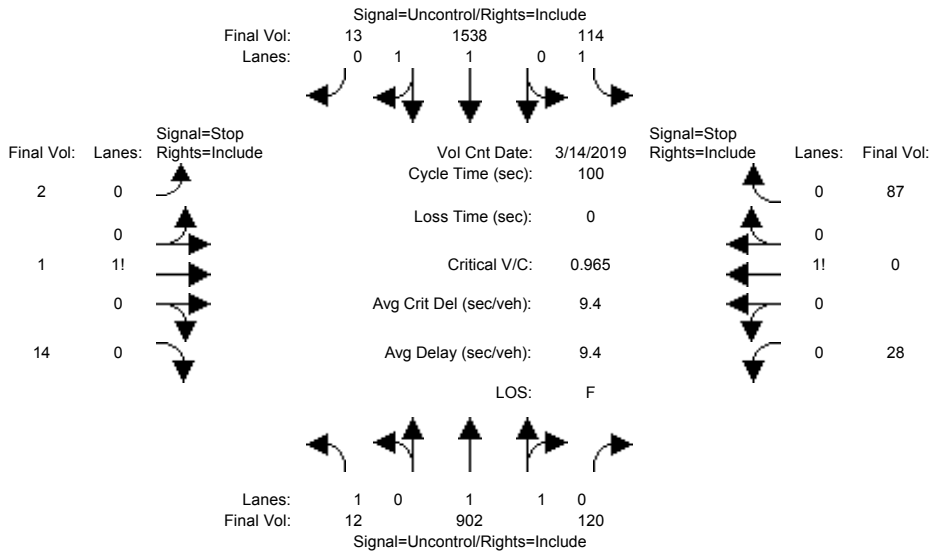 Signal=Uncontrol/Rights=Include
Final Vol: 13 1538 114
Lanes: 0 1 1 0 1
Signal=Stop Signal=Stop
Final Vol: Lanes: Rights=Include Vol Cnt Date: 3/14/2019 Rights=Include Lanes: Final Vol:
Cycle Time (sec): 100
2 0 0 87
Loss Time (sec): 0
0 0
1 1! Critical V/C: 0.965 1! 0
0 Avg Crit Del (sec/veh): 9.4 0
14 0 Avg Delay (sec/veh): 9.4 0 28
LOS: F
Lanes: 1 0 1 1 0
Final Vol: 12 902 120
Signal=Uncontrol/Rights=Include